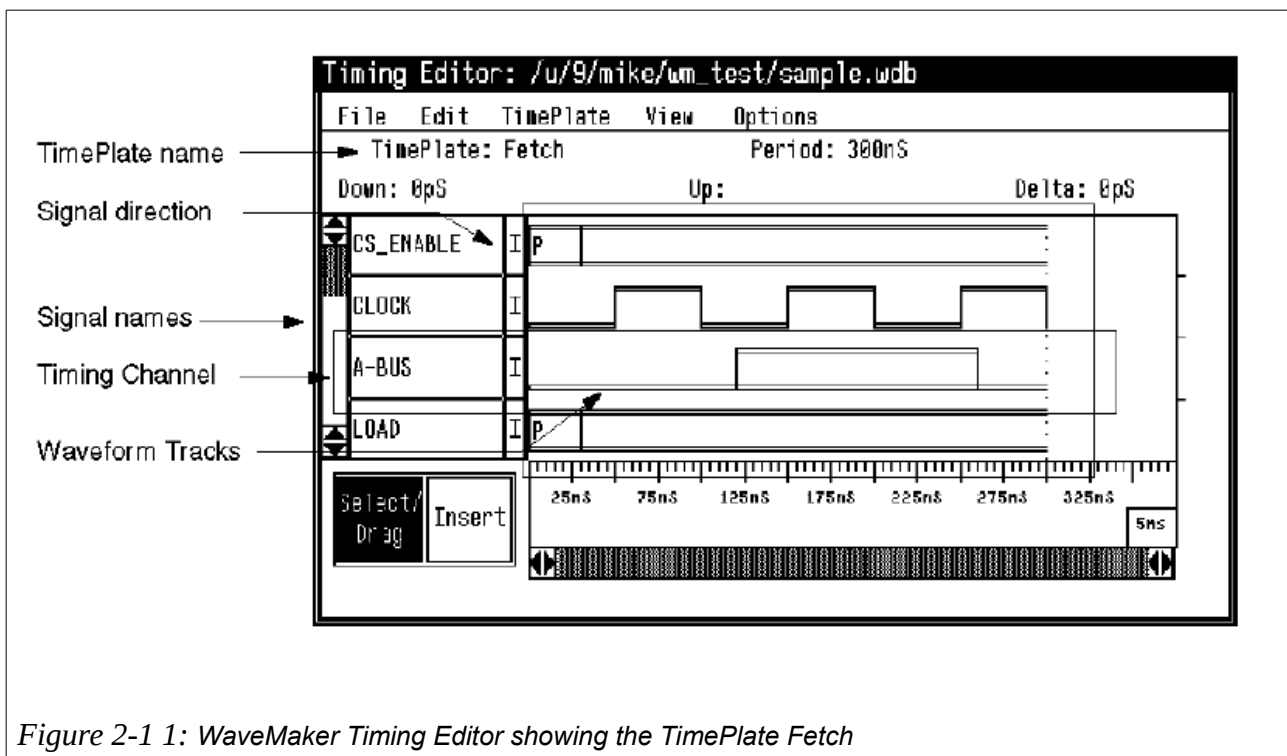 Timing Editor: /u/9/mike/wm_test/sample.wdb
File Edit TimePlate View Options
TimePlate name
TimePlate: Fetch Period: 300nS
Down: 0pS Up: Delta: 0pS
Signal direction
CS_ENABLE I P
Signal names
CLOCK I
Timing Channel
A-BUS I
Waveform Tracks
LOAD I P
25nS 75nS 125nS 175nS 225nS 275nS 325nS
Select/
Drag
Insert
5ns
Figure 2-1 1: WaveMaker Timing Editor showing the TimePlate Fetch